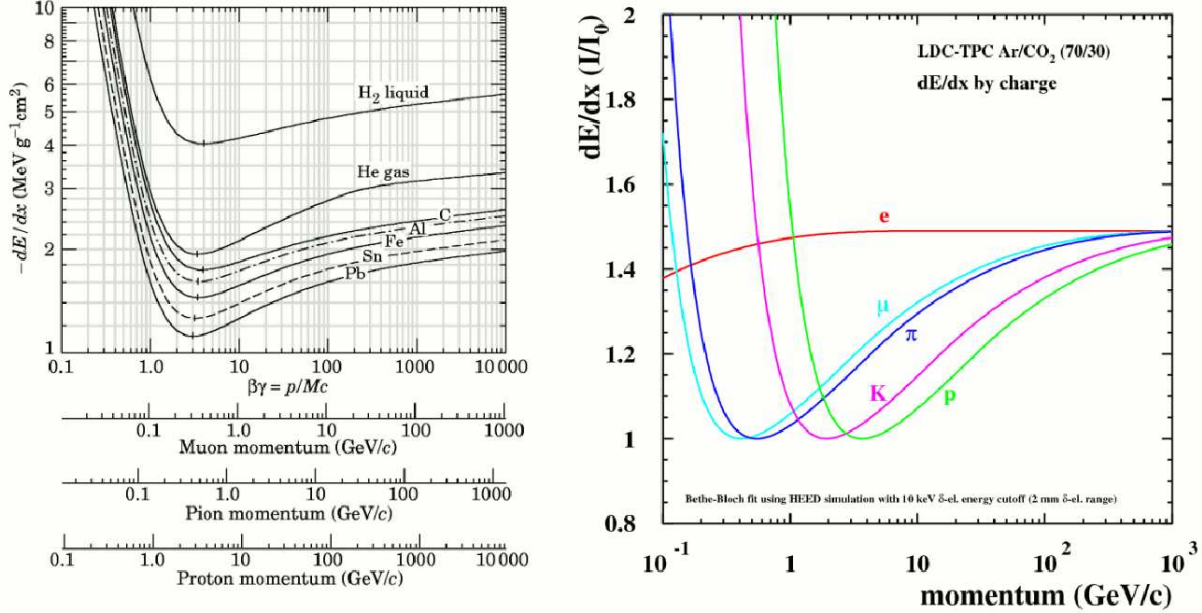 10
8
6
5
4
3
2
1
−dE/dx (MeV g−1cm2)
H2 liquid
He gas
C
Al
Fe
Sn
Pb
0.1 1.0 10 100 1000 10 000
βγ = p/Mc
0.1 1.0 10 100 1000
Muon momentum (GeV/c)
0.1 1.0 10 100 1000
Pion momentum (GeV/c)
0.1 1.0 10 100 1000 10 000
Proton momentum (GeV/c)
dE/dx (I/I0)
2
1.8
1.6
1.4
1.2
1
0.8
LDC-TPC Ar/CO2 (70/30)
dE/dx by charge
e
μ
π
K
p
Bethe-Bloch fit using HEED simulation with 10 keV δ-el. energy cutoff (2 mm δ-el. range)
10-1 1 10 102 103
momentum (GeV/c)